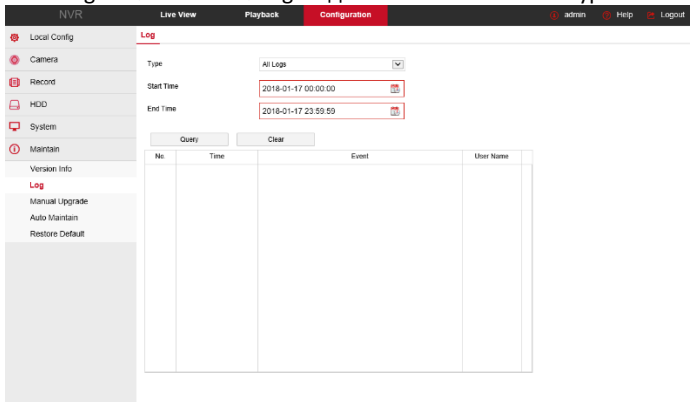 NVR Live View Playback Configuration admin Help Logout
Local Config
Camera
Record
HDD
System
Maintain
Version Info
Log
Manual Upgrade
Auto Maintain
Restore Default
Log
Type All Logs
Start Time 2018-01-17 00:00:00
End Time 2018-01-17 23:59:59
Query Clear
No. Time Event User Name